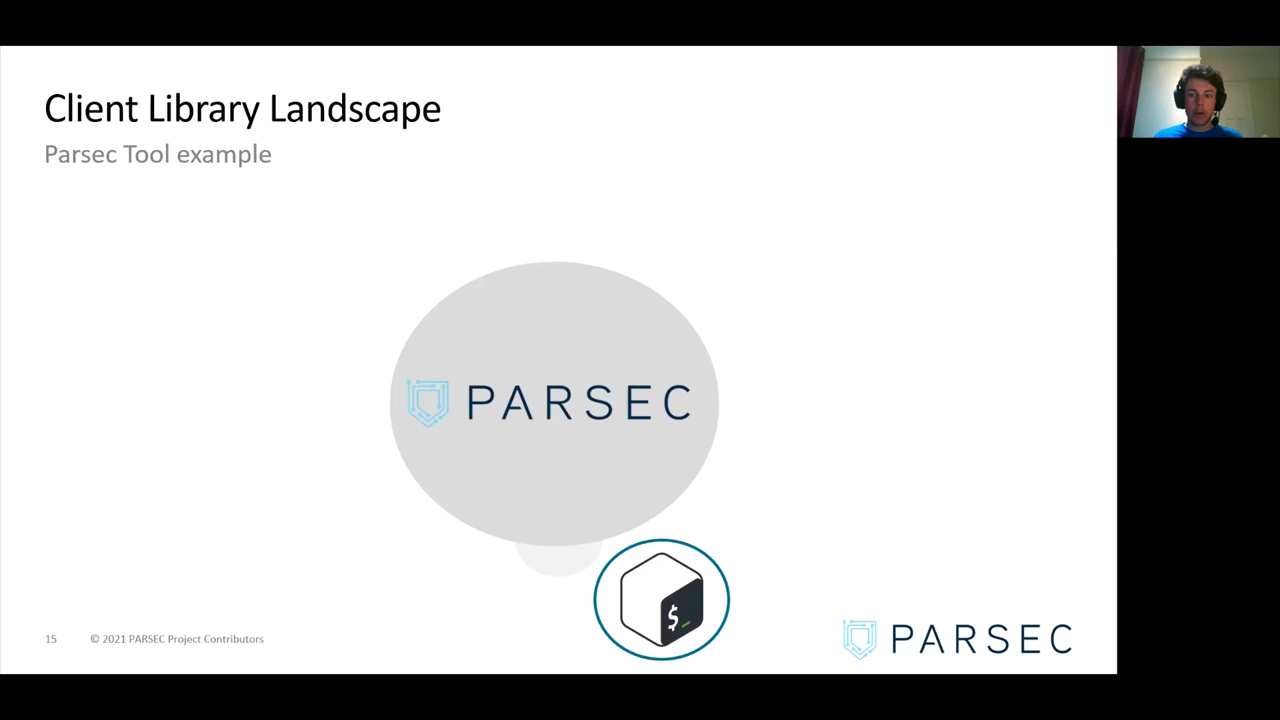 Client Library Landscape
Parsec Tool example
PARSEC
$_
15 © 2021 PARSEC Project Contributors
PARSEC